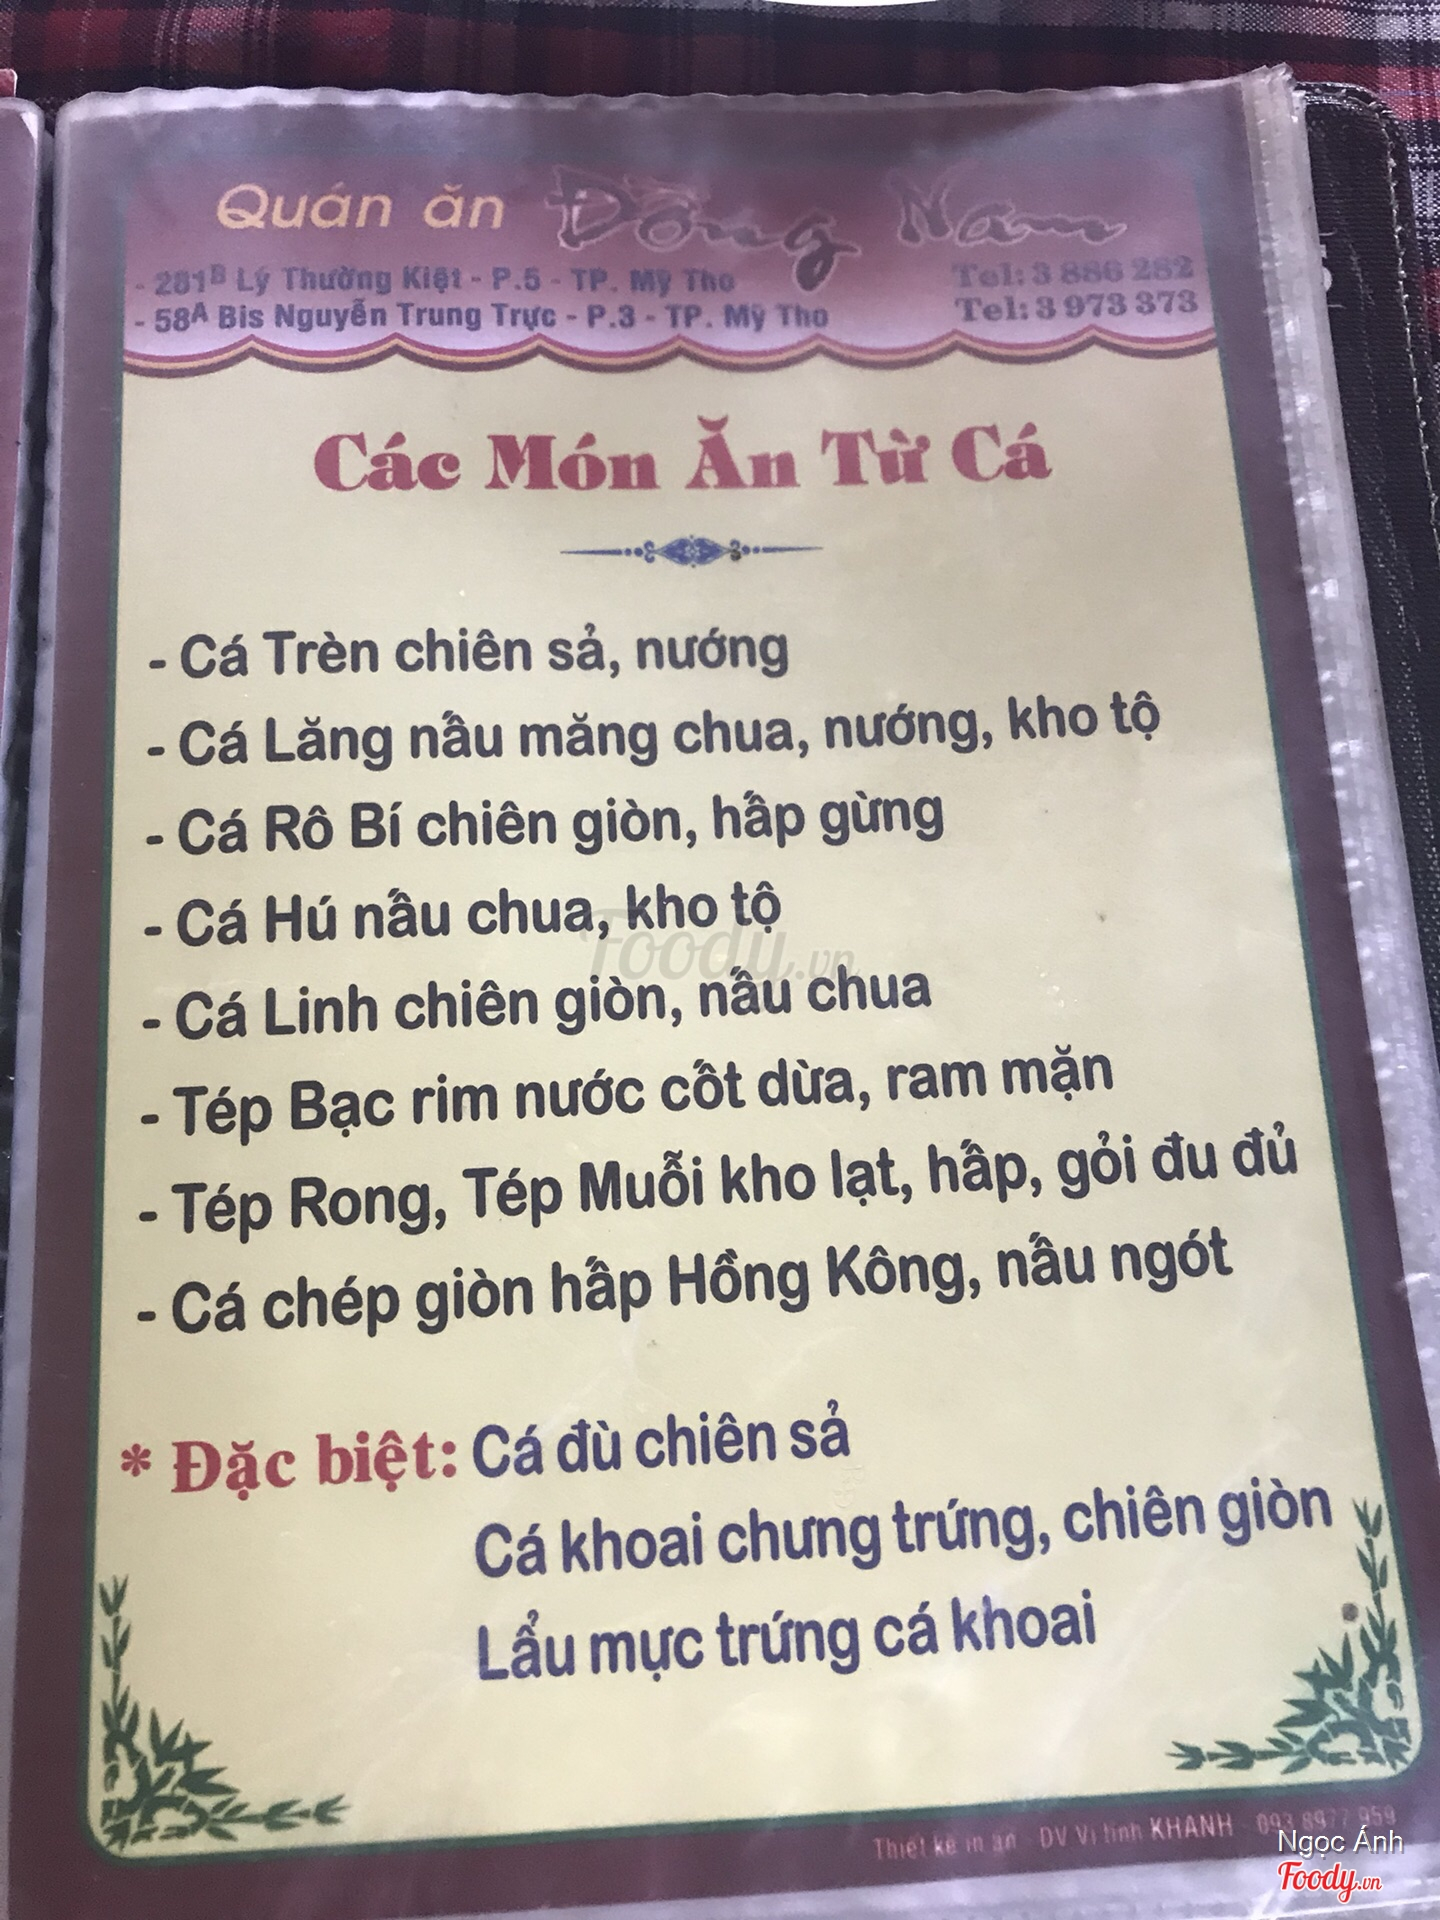 Quán ăn Đồng Nam
- 281B Lý Thường Kiệt - P.5 - TP. Mỹ Tho Tel: 3 886 282
- 58A Bis Nguyễn Trung Trực - P.3 - TP. Mỹ Tho Tel: 3 973 373
Các Món Ăn Từ Cá
- Cá Trèn chiên sả, nướng
- Cá Lăng nấu măng chua, nướng, kho tộ
- Cá Rô Bí chiên giòn, hấp gừng
- Cá Hú nấu chua, kho tộ
Foody.vn
- Cá Linh chiên giòn, nấu chua
- Tép Bạc rim nước cốt dừa, ram mặn
- Tép Rong, Tép Muỗi kho lạt, hấp, gỏi đu đủ
- Cá chép giòn hấp Hồng Kông, nấu ngót
* Đặc biệt: Cá đù chiên sả
Cá khoai chưng trứng, chiên giòn
Lẩu mực trứng cá khoai
Thiết kế in ấn DV Vi tính KHANH - 093 8977 959
Ngọc Ánh
Foody.vn